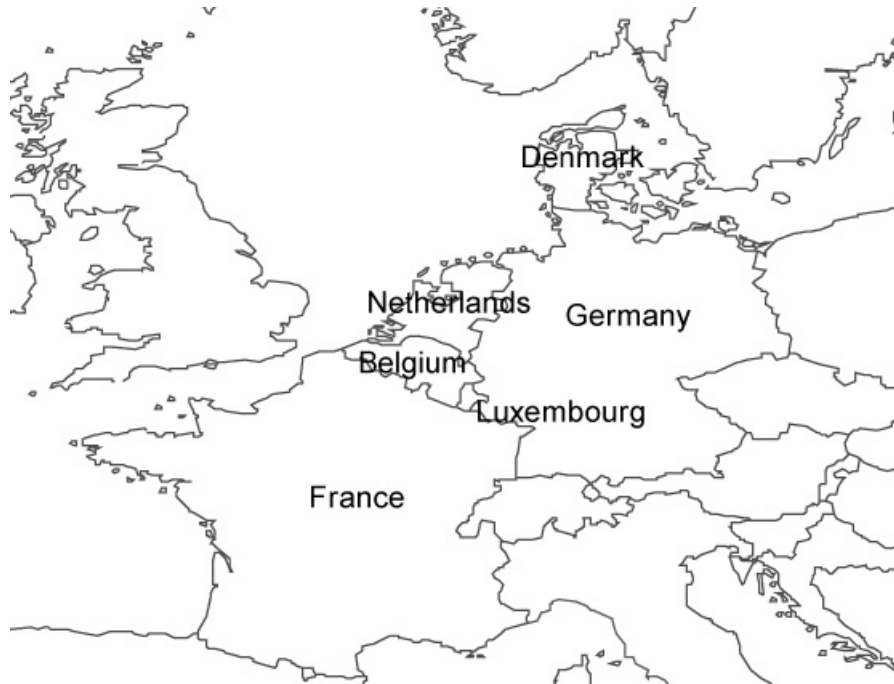 Denmark
Netherlands
Germany
Belgium
Luxembourg
France